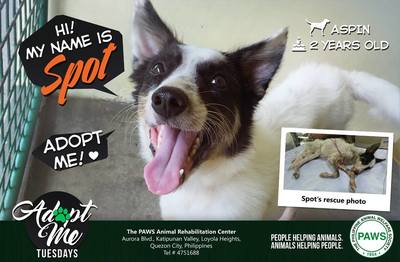 HI!
MY NAME IS
Spot
ASPIN
2 YEARS OLD
ADOPT
ME!
Spot's rescue photo
Adopt
Me
TUESDAYS
The PAWS Animal Rehabilitation Center
Aurora Blvd., Katipunan Valley, Loyola Heights,
Quezon City, Philippines
Tel # 4751688
PEOPLE HELPING ANIMALS.
ANIMALS HELPING PEOPLE.
PAWS